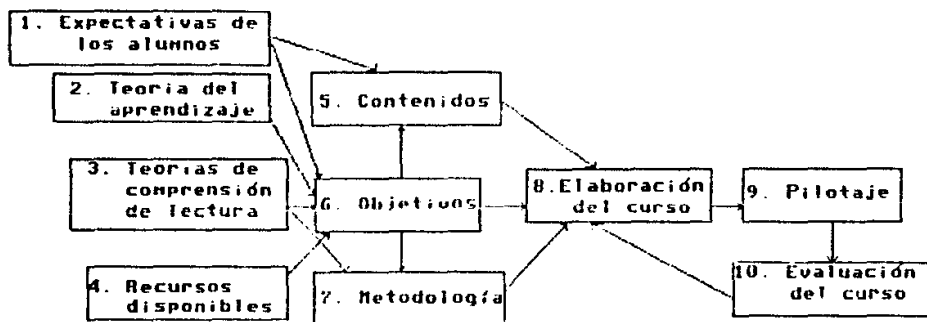 1. Expectativas de
los alumnos
2. Teoria del
aprendizaje
3. Teorias de
comprensión
de lectura
4. Recursos
disponibles
5. Contenidos
6. Objetivos
7. Metodología
8.Elaboración
del curso
9. Pilotaje
10. Evaluación
del curso